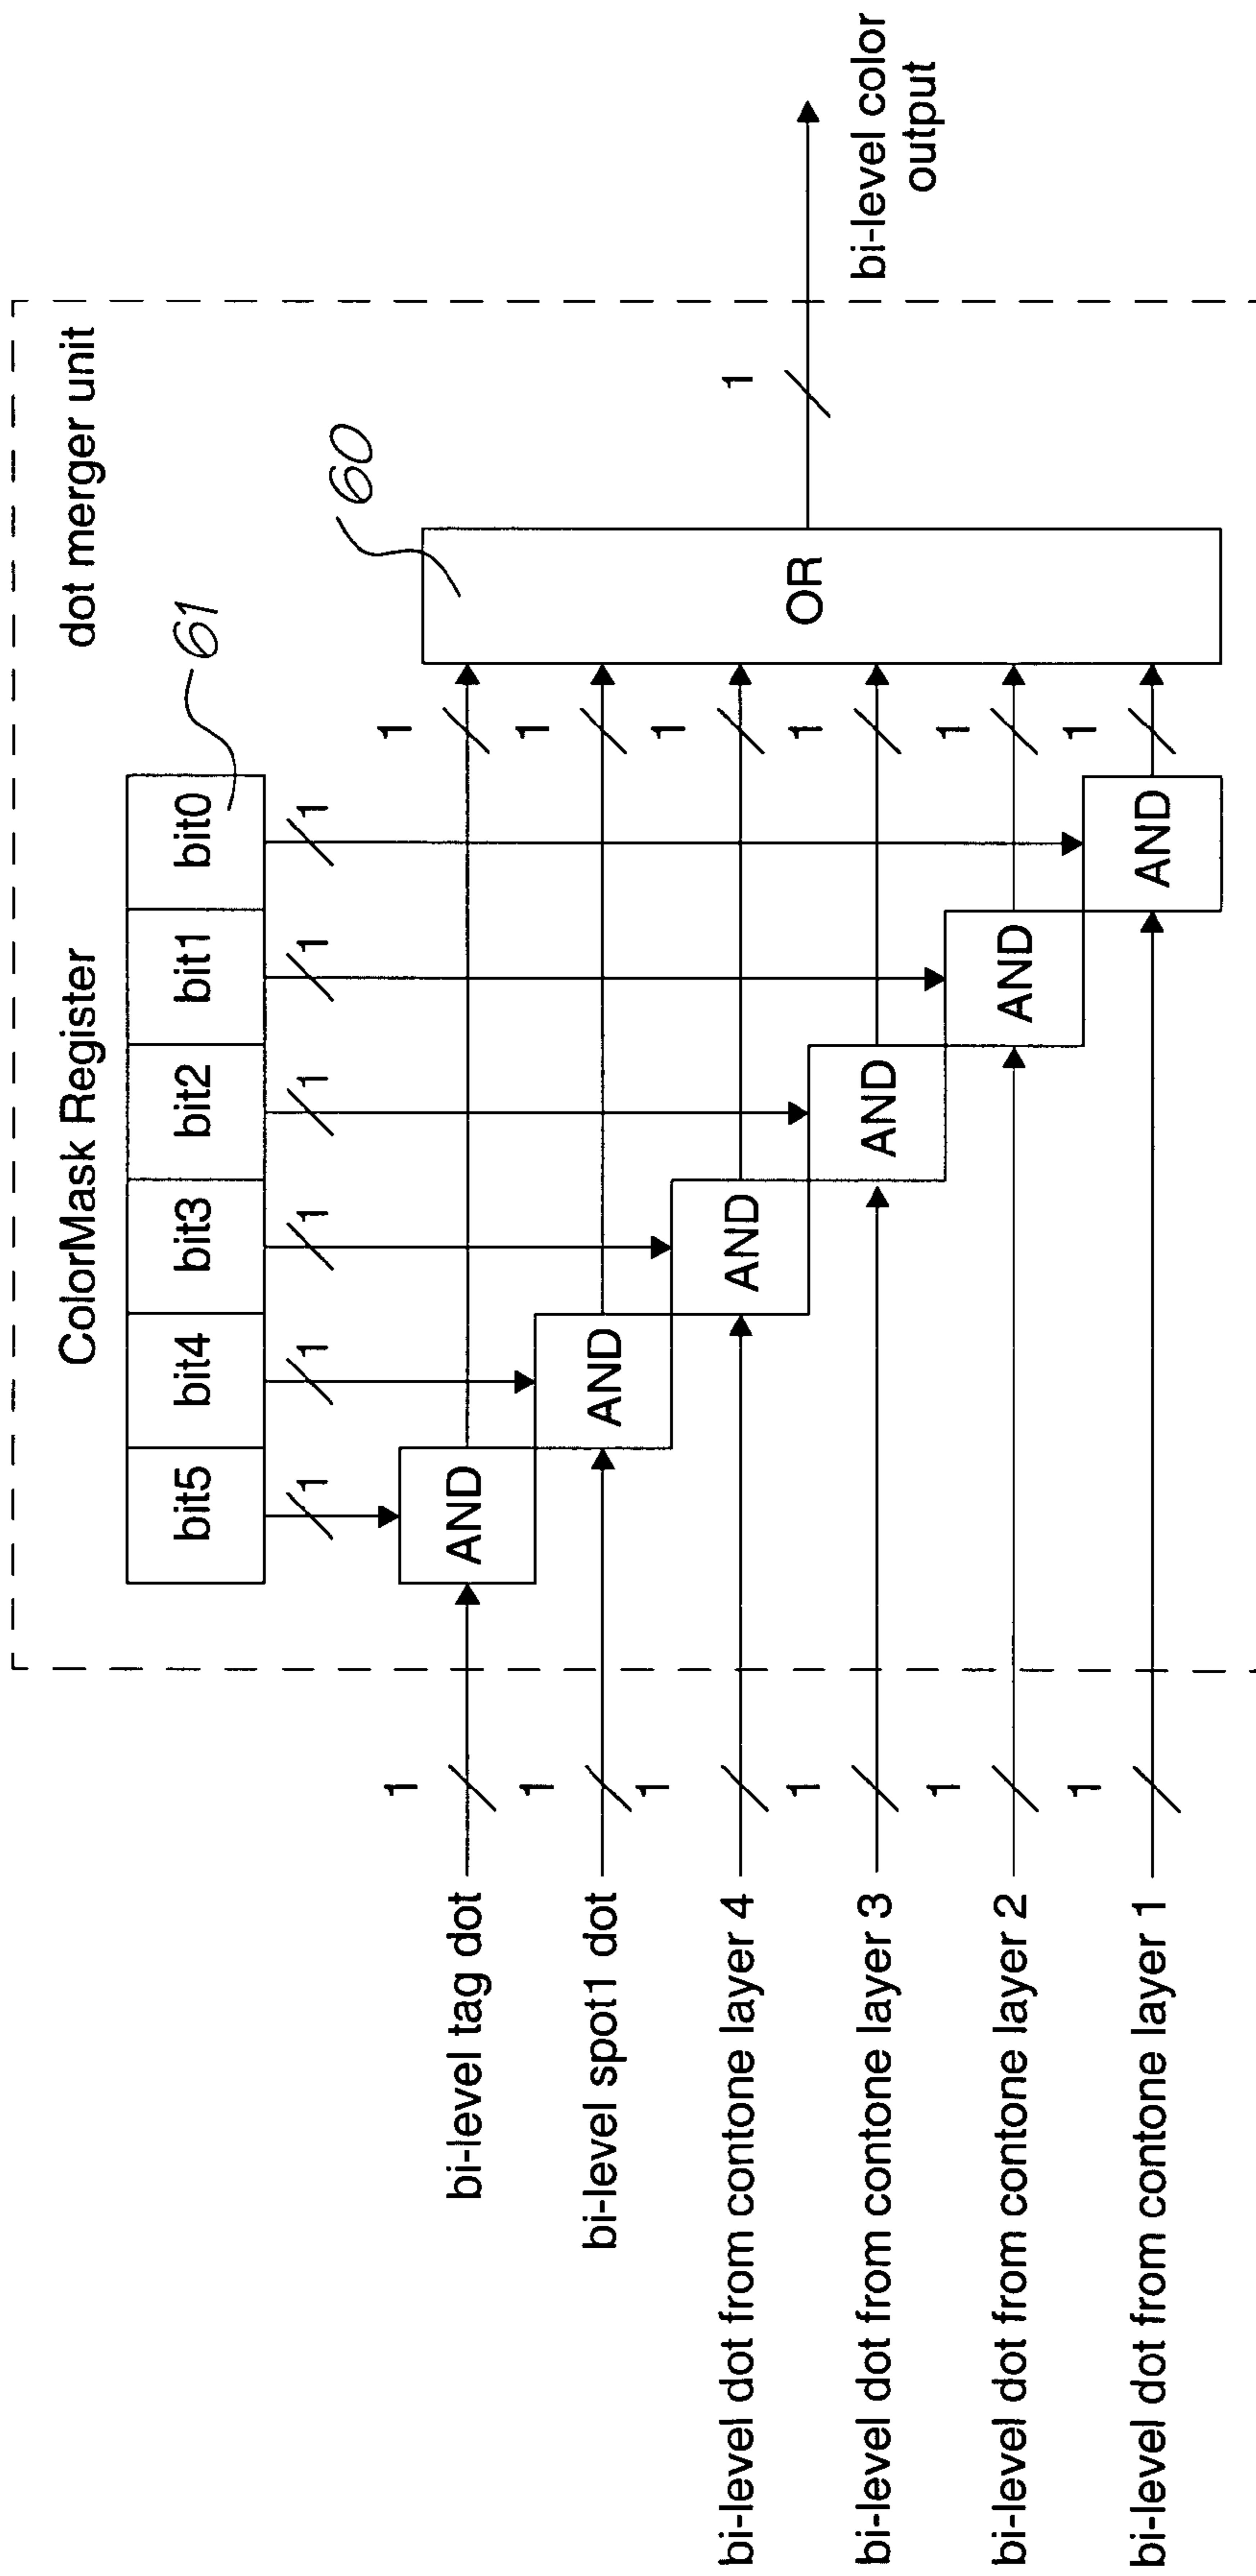 dot merger unit
ColorMask Register
bit5 bit4 bit3 bit2 bit1 bit0
61
1 1 1 1 1 1
60
bi-level tag dot
1
AND
1
bi-level spot1 dot
1
AND
1
bi-level dot from contone layer 4
1
AND
1
bi-level dot from contone layer 3
1
AND
1
bi-level dot from contone layer 2
1
AND
1
bi-level dot from contone layer 1
1
AND
1
OR
1
bi-level color
output